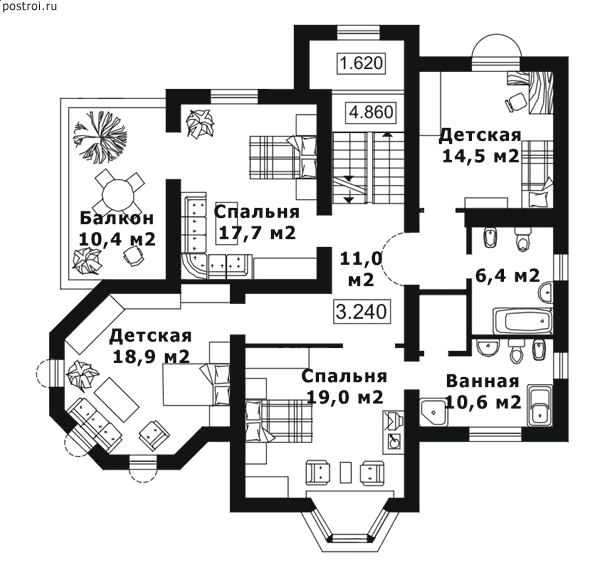 postroi.ru
1.620
4.860
Детская
14,5 м2
Балкон
10,4 м2
Спальня
17,7 м2
11,0
м2
6,4 м2
3.240
Детская
18,9 м2
Спальня
19,0 м2
Ванная
10,6 м2